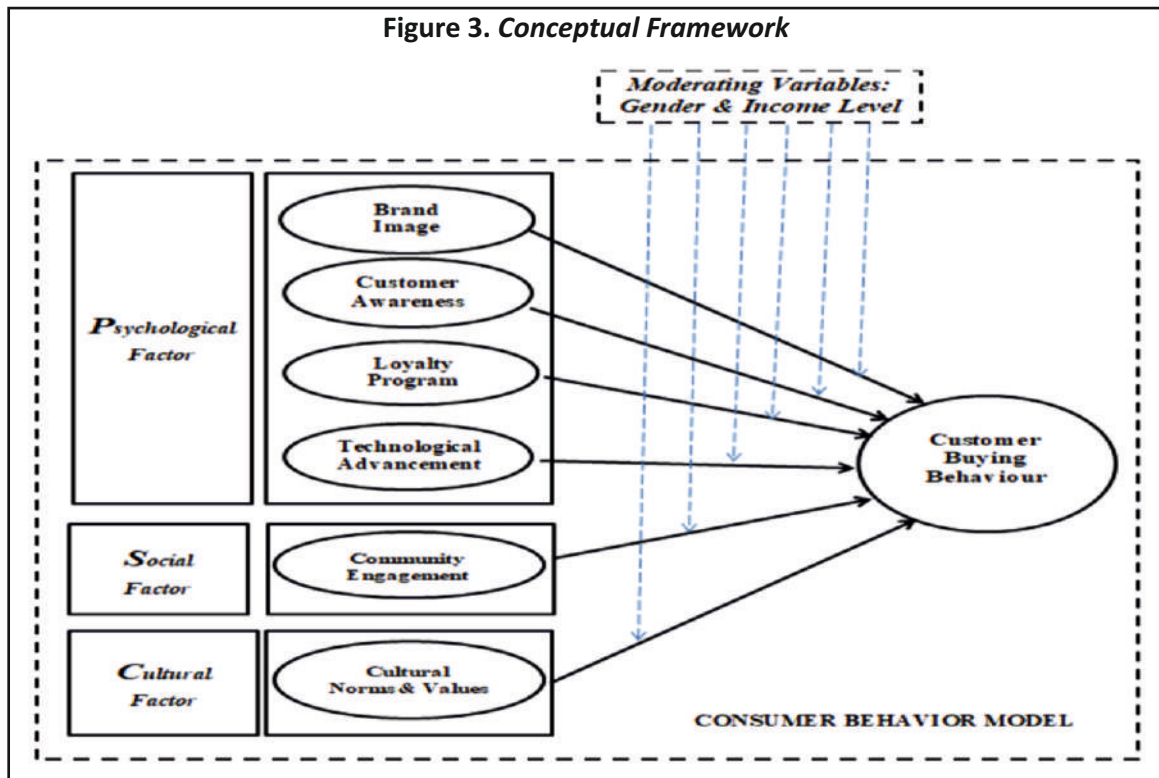 Figure 3. Conceptual Framework
Moderating Variables:
Gender & Income Level
Psychological
Factor
Brand
Image
Customer
Awareness
Loyalty
Program
Technological
Advancement
Customer
Buying
Behaviour
Social
Factor
Community
Engagement
Cultural
Factor
Cultural
Norms & Values
CONSUMER BEHAVIOR MODEL